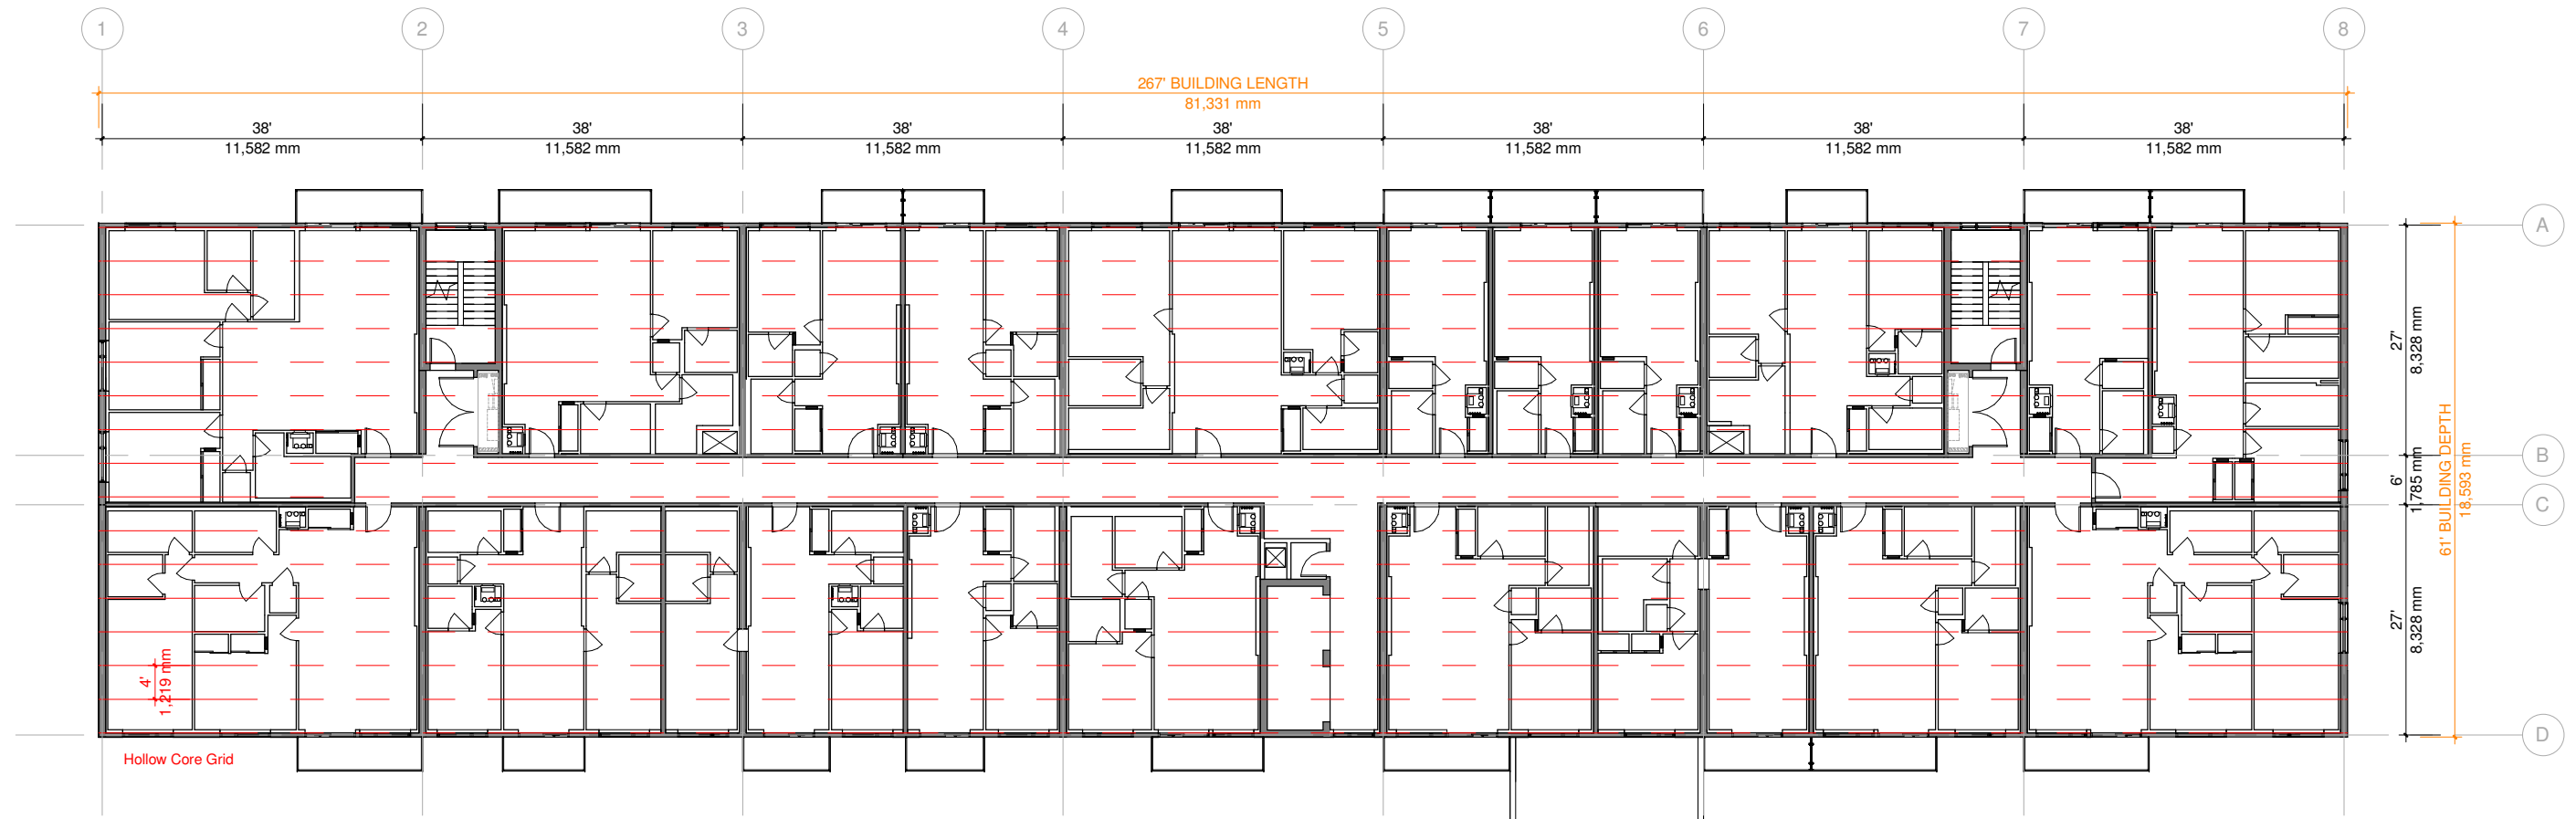 1 2 3 4 5 6 7 8
267' BUILDING LENGTH
81,331 mm
38' 38' 38' 38' 38' 38' 38'
11,582 mm 11,582 mm 11,582 mm 11,582 mm 11,582 mm 11,582 mm 11,582 mm
A
27'
8,328 mm
B
6'
1,785 mm
61' BUILDING DEPTH
18,593 mm
C
27'
8,328 mm
4'
1,219 mm
D
Hollow Core Grid